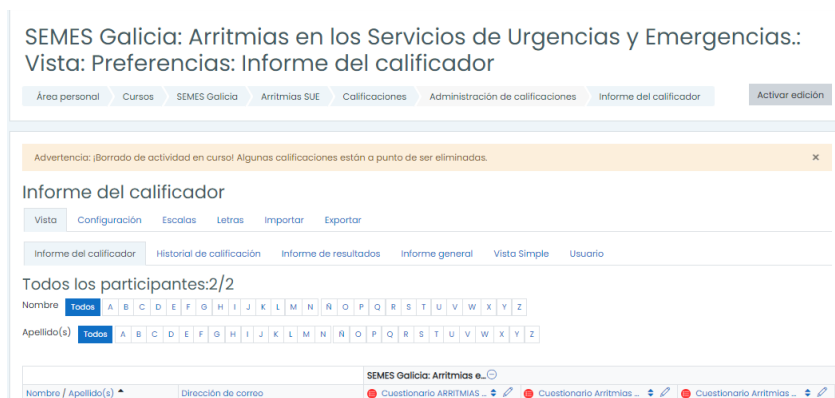 SEMES Galicia: Arritmias en los Servicios de Urgencias y Emergencias.:
Vista: Preferencias: Informe del calificador
Área personal Cursos SEMES Galicia Arritmias SUE Calificaciones Administración de calificaciones Informe del calificador Activar edición
Advertencia: ¡Borrado de actividad en curso! Algunas calificaciones están a punto de ser eliminadas. ×
Informe del calificador
Vista Configuración Escalas Letras Importar Exportar
Informe del calificador Historial de calificación Informe de resultados Informe general Vista Simple Usuario
Todos los participantes:2/2
Nombre Todos A B C D E F G H I J K L M N Ñ O P Q R S T U V W X Y Z
Apellido(s) Todos A B C D E F G H I J K L M N Ñ O P Q R S T U V W X Y Z
SEMES Galicia: Arritmias e...
Nombre / Apellido(s) Dirección de correo Cuestionario ARRITMIAS ... Cuestionario Arritmias ... Cuestionario Arritmias ...